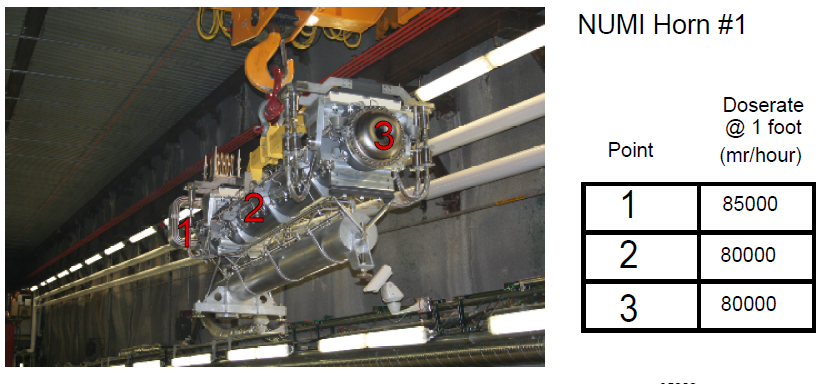 NUMI Horn #1
Doserate
@ 1 foot
(mr/hour)
Point
1 85000
2 80000
3 80000
1
2
3